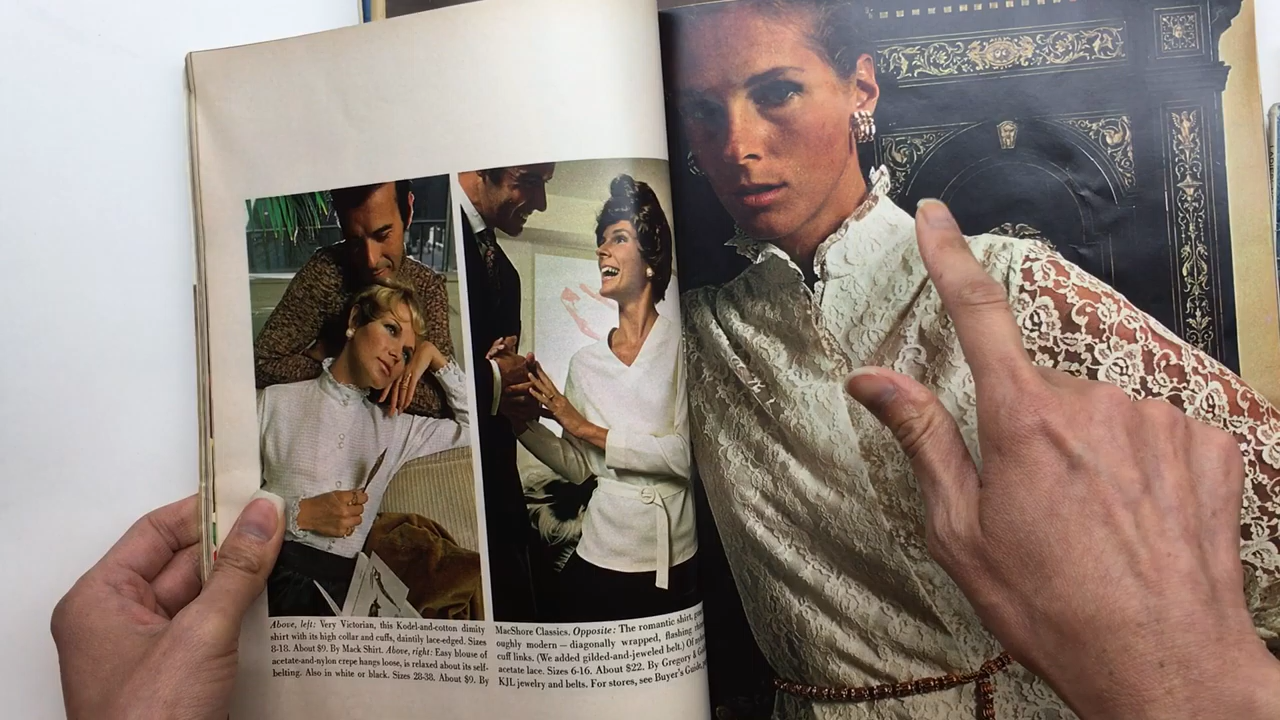 Above, left: Very Victorian, this Kodel-and-cotton dimity
shirt with its high collar and cuffs, daintily lace-edged. Sizes
8-18. About $9. By Mack Shirt. Above, right: Easy blouse of
acetate-and-nylon crepe hangs loose, is relaxed about its self-
belting. Also in white or black. Sizes 28-38. About $9. By
MacShore Classics. Opposite: The romantic shirt,
oughly modern — diagonally wrapped, flashing
cuff links. (We added gilded-and-jeweled belt.) Of
acetate lace. Sizes 6-16. About $22. By Gregory &
KJL jewelry and belts. For stores, see Buyer's Guide,